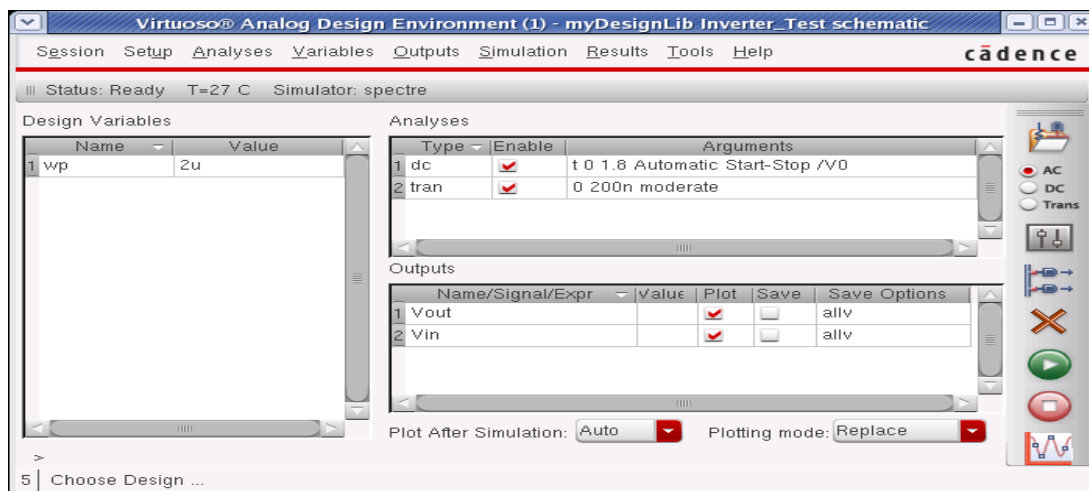 Virtuoso® Analog Design Environment (1) - myDesignLib Inverter_Test schematic
Session Setup Analyses Variables Outputs Simulation Results Tools Help
cādence
Status: Ready T=27 C Simulator: spectre
Design Variables
Name Value
1 wp 2u
Analyses
Type Enable Arguments
1 dc t 0 1.8 Automatic Start-Stop /V0
2 tran 0 200n moderate
Outputs
Name/Signal/Expr Value Plot Save Save Options
1 Vout allv
2 Vin allv
Plot After Simulation: Auto Plotting mode: Replace
AC
DC
Trans
>
5 Choose Design ...